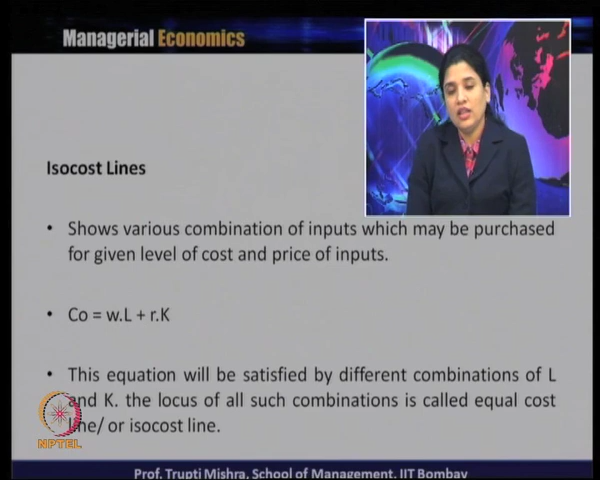 Managerial Economics
Isocost Lines
• Shows various combination of inputs which may be purchased
for given level of cost and price of inputs.
• Co = w.L + r.K
• This equation will be satisfied by different combinations of L
and K. the locus of all such combinations is called equal cost
line/ or isocost line.
NPTEL
Prof. Trupti Mishra, School of Management, IIT Bombay